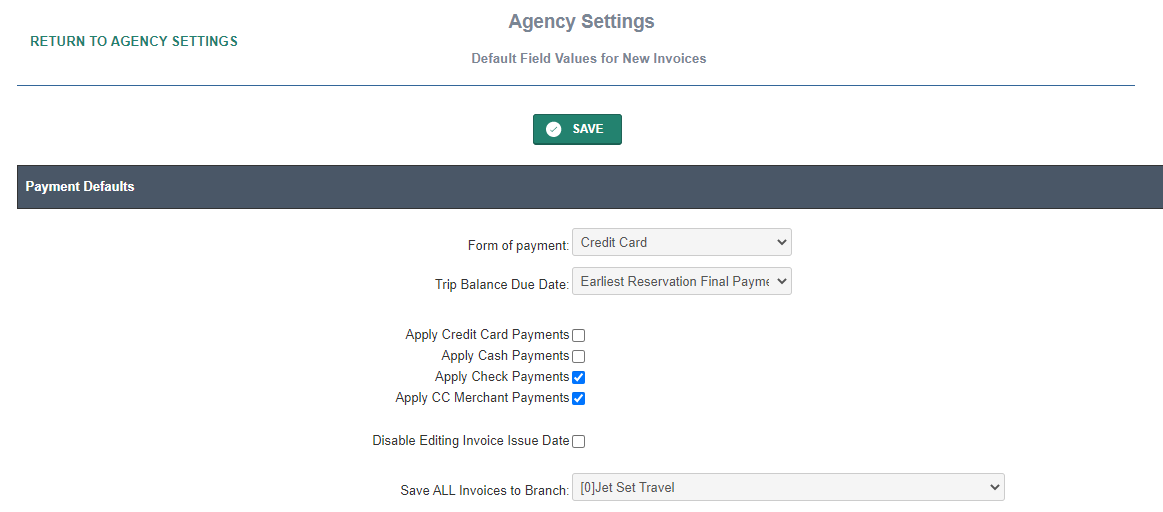 Agency Settings
RETURN TO AGENCY SETTINGS
Default Field Values for New Invoices
SAVE
Payment Defaults
Form of payment: Credit Card
Trip Balance Due Date: Earliest Reservation Final Payme
Apply Credit Card Payments
Apply Cash Payments
Apply Check Payments
Apply CC Merchant Payments
Disable Editing Invoice Issue Date
Save ALL Invoices to Branch: [0]Jet Set Travel